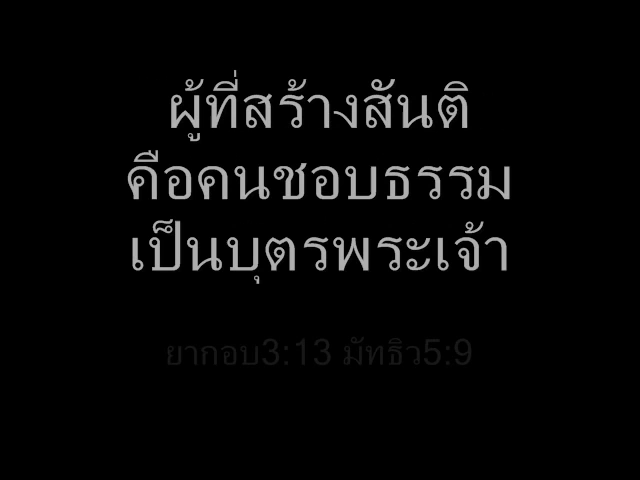 ผู้ที่สร้างสันติ
คือคนชอบธรรม
เป็นบุตรพระเจ้า
ยากอบ3:13 มัทธิว5:9